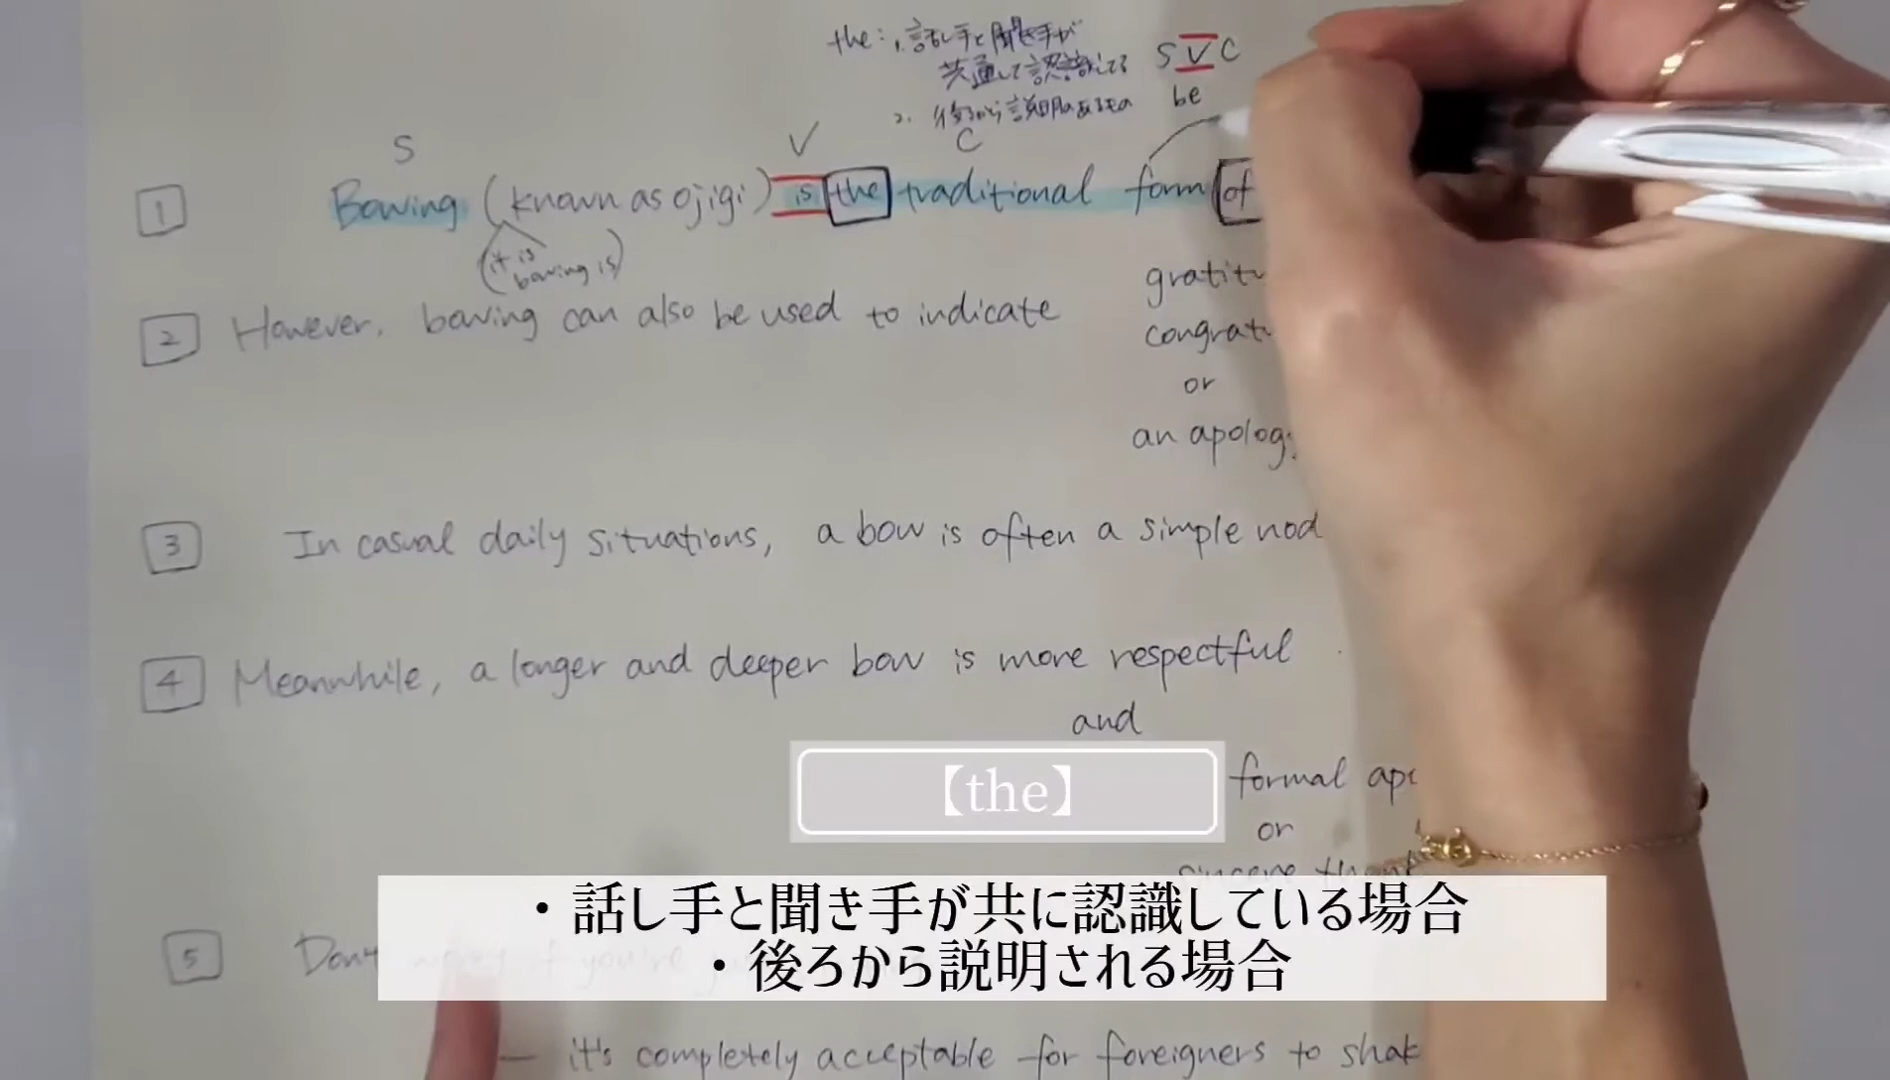 the: 1. 話し手と聞き手が
共通して認識してる
2. 後ろから説明あるもの
S V C
be
S
V
C
1 Bowing (known as ojigi) is the traditional form of
(it is
bowing is)
2 However, bowing can also be used to indicate
or
an
3 In casual daily situations, a bow is often a simple nod
4 Meanwhile, a longer and deeper bow is more respectful
and
formal
or
sincere
【the】
・話し手と聞き手が共に認識している場合
・後ろから説明される場合
5 Don't
— it's completely acceptable for foreigners to